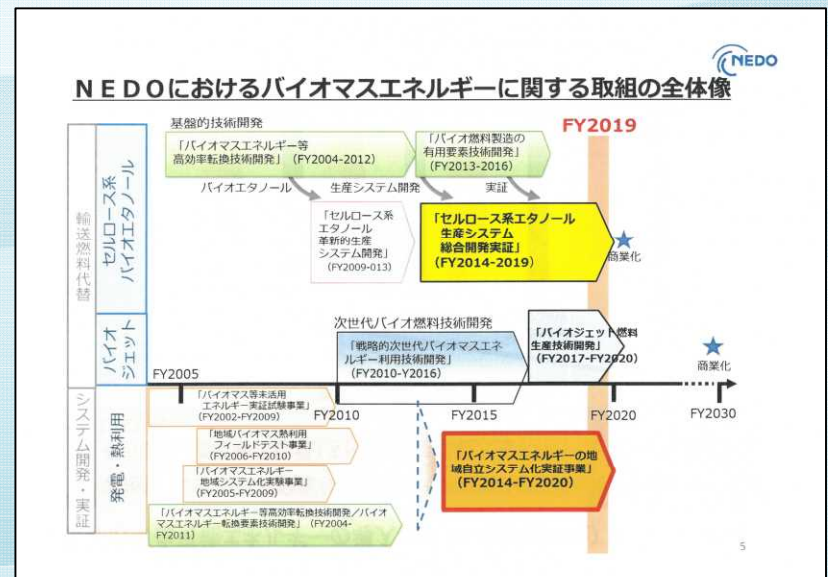 NEDO
NEDOにおけるバイオマスエネルギーに関する取組の全体像
FY2019
基盤的技術開発
「バイオマスエネルギー等
高効率転換技術開発」(FY2004-2012)
「バイオ燃料製造の
有用要素技術開発」
(FY2013-2016)
バイオエタノール
生産システム開発
実証
「セルロース系
エタノール
革新的生産
システム開発」
(FY2009-013)
「セルロース系エタノール
生産システム
総合開発実証」
(FY2014-2019)
商業化
輸送燃料代替
セルロース系
バイオエタノール
バイオ
ジェット
次世代バイオ燃料技術開発
「戦略的次世代バイオマスエネ
ルギー利用技術開発」
(FY2010-Y2016)
「バイオジェット燃料
生産技術開発」
(FY2017-FY2020)
商業化
FY2005
FY2010
FY2015
FY2020
FY2030
システム開発・実証
発電・熱利用
「バイオマス等未活用
エネルギー実証試験事業」
(FY2002-FY2009)
「地域バイオマス熱利用
フィールドテスト事業」
(FY2006-FY2010)
「バイオマスエネルギー
地域システム化実験事業」
(FY2005-FY2009)
「バイオマスエネルギー等高効率転換技術開発/バイオ
マスエネルギー転換要素技術開発」(FY2004-
FY2011)
「バイオマスエネルギーの地
域自立システム化実証事業」
(FY2014-FY2020)
5